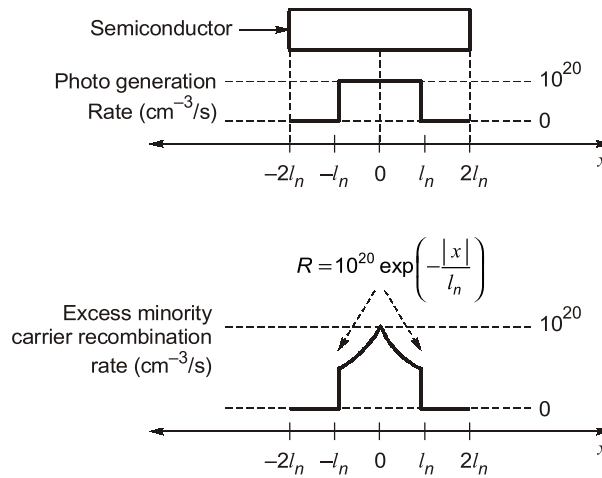 Semiconductor
Photo generation
Rate (cm⁻³/s)
10²⁰
0
−2lₙ −lₙ 0 lₙ 2lₙ
x
R = 10²⁰ exp(−|x|/lₙ)
Excess minority
carrier recombination
rate (cm⁻³/s)
10²⁰
0
−2lₙ −lₙ 0 lₙ 2lₙ
x